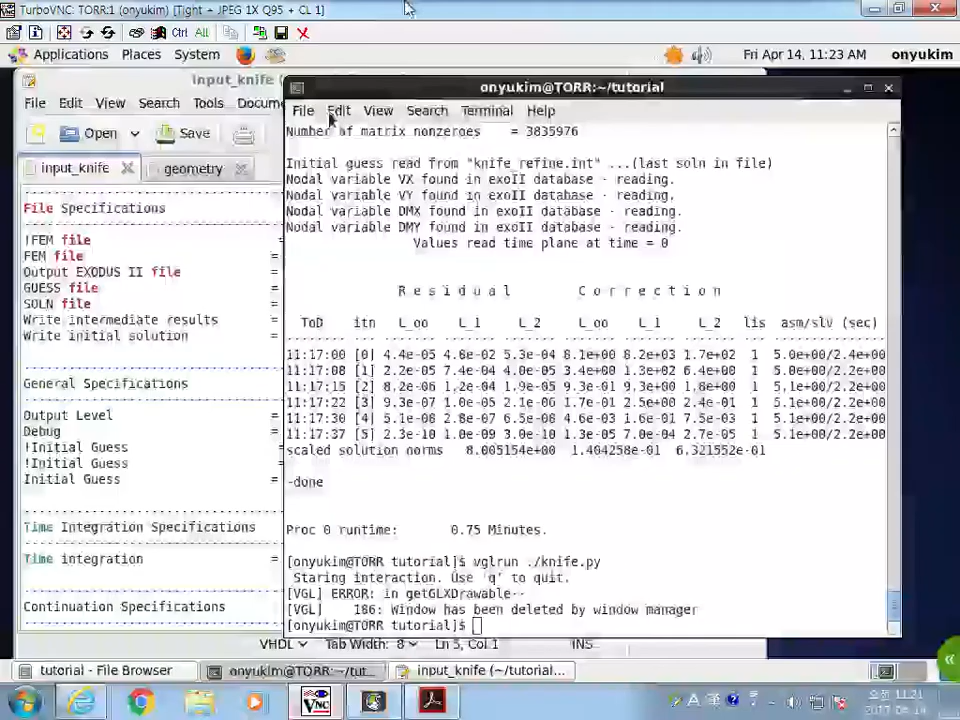 TurboVNC: TORR:1 (onyukim) [Tight + JPEG 1X Q95 + CL 1]
Ctrl All
Applications Places System Fri Apr 14, 11:23 AM onyukim
input_knife (
File Edit View Search Tools Docume
Open Save
input_knife geometry
File Specifications
!FEM file =
FEM file =
Output EXODUS II file =
GUESS file =
SOLN file =
Write intermediate results =
Write initial solution =
General Specifications
Output Level =
Debug =
!Initial Guess =
!Initial Guess =
Initial Guess =
Time Integration Specifications
Time integration =
Continuation Specifications
VHDL Tab Width: 8 Ln 5, Col 1 INS
onyukim@TORR:~/tutorial
File Edit View Search Terminal Help
Number of matrix nonzeroes = 3835976
Initial guess read from "knife_refine.int" ...(last soln in file)
Nodal variable VX found in exoII database - reading.
Nodal variable VY found in exoII database - reading.
Nodal variable DMX found in exoII database - reading.
Nodal variable DMY found in exoII database - reading.
Values read time plane at time = 0
R e s i d u a l C o r r e c t i o n
ToD itn L_oo L_1 L_2 L_oo L_1 L_2 lis asm/slv (sec)
11:17:00 [0] 4.4e-05 4.6e-02 5.3e-04 8.1e+00 8.2e+03 1.7e+02 1 5.0e+00/2.4e+00
11:17:08 [1] 2.2e-05 7.4e-04 4.0e-05 3.4e+00 1.3e+02 6.4e+00 1 5.0e+00/2.2e+00
11:17:15 [2] 8.2e-06 1.2e-04 1.9e-05 9.3e-01 9.3e+00 1.8e+00 1 5.1e+00/2.2e+00
11:17:22 [3] 9.3e-07 1.0e-05 2.1e-06 1.7e-01 2.5e+00 2.4e-01 1 5.1e+00/2.2e+00
11:17:30 [4] 5.1e-08 2.8e-07 6.5e-08 4.6e-03 1.6e-01 7.5e-03 1 5.1e+00/2.2e+00
11:17:37 [5] 2.3e-10 1.0e-09 3.0e-10 1.3e-05 7.0e-04 2.7e-05 1 5.1e+00/2.2e+00
scaled solution norms 8.005154e+00 1.404258e-01 6.321552e-01
-done
Proc 0 runtime: 0.75 Minutes.
[onyukim@TORR tutorial]$ vglrun ./knife.py
Staring interaction. Use 'q' to quit.
[VGL] ERROR: in getGLXDrawable--
[VGL] 186: Window has been deleted by window manager
[onyukim@TORR tutorial]$
tutorial - File Browser onyukim@TORR:~/tut... input_knife (~/tutorial...
오전 11:21